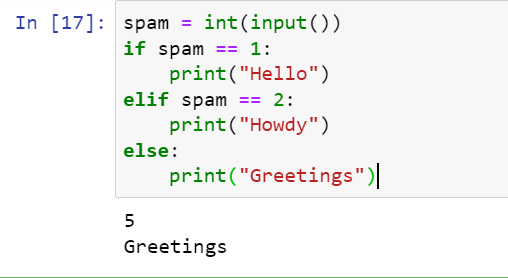 In [17]: spam = int(input())
if spam == 1:
    print("Hello")
elif spam == 2:
    print("Howdy")
else:
    print("Greetings")
5
Greetings